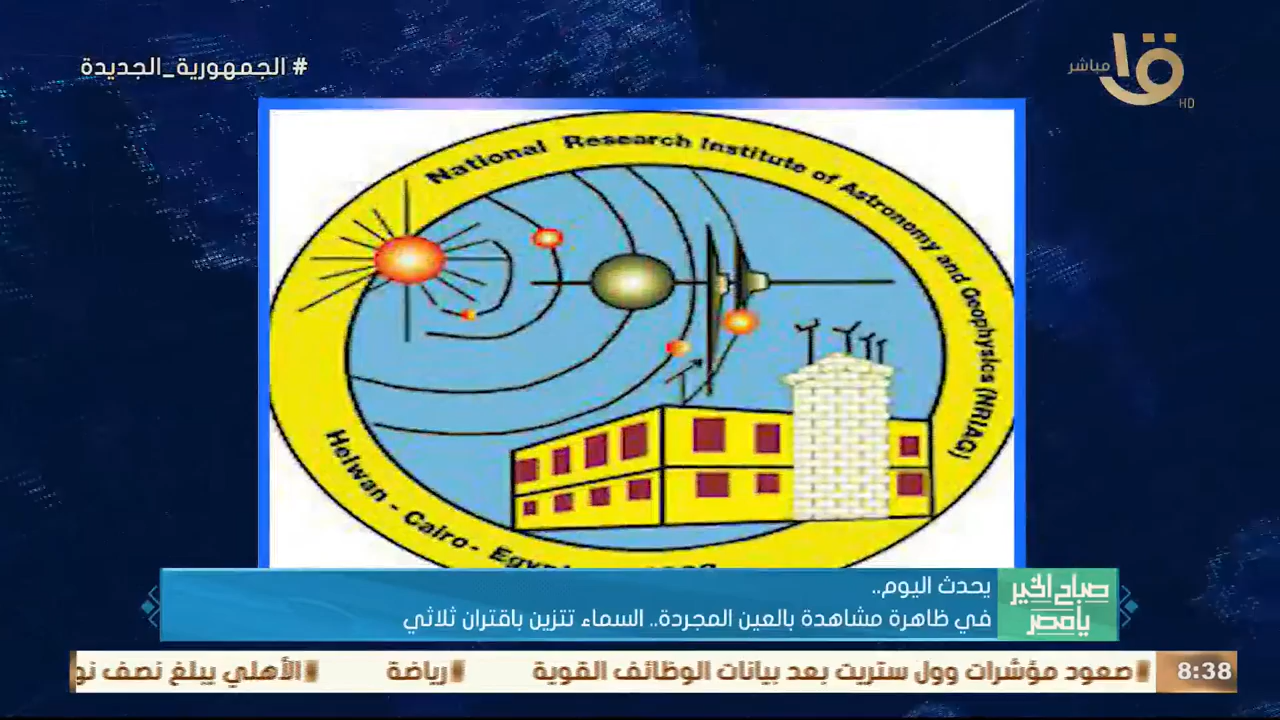 #الجمهورية_الجديدة
مباشر
HD
National Research Institute of Astronomy and Geophysics (NRIAG)
Helwan - Cairo - Egypt
صباح الخير
يا مصر
يحدث اليوم..
في ظاهرة مشاهدة بالعين المجردة.. السماء تتزين باقتران ثلاثي
8:38
#صعود مؤشرات وول ستريت بعد بيانات الوظائف القوية #رياضة #الأهلي يبلغ نصف